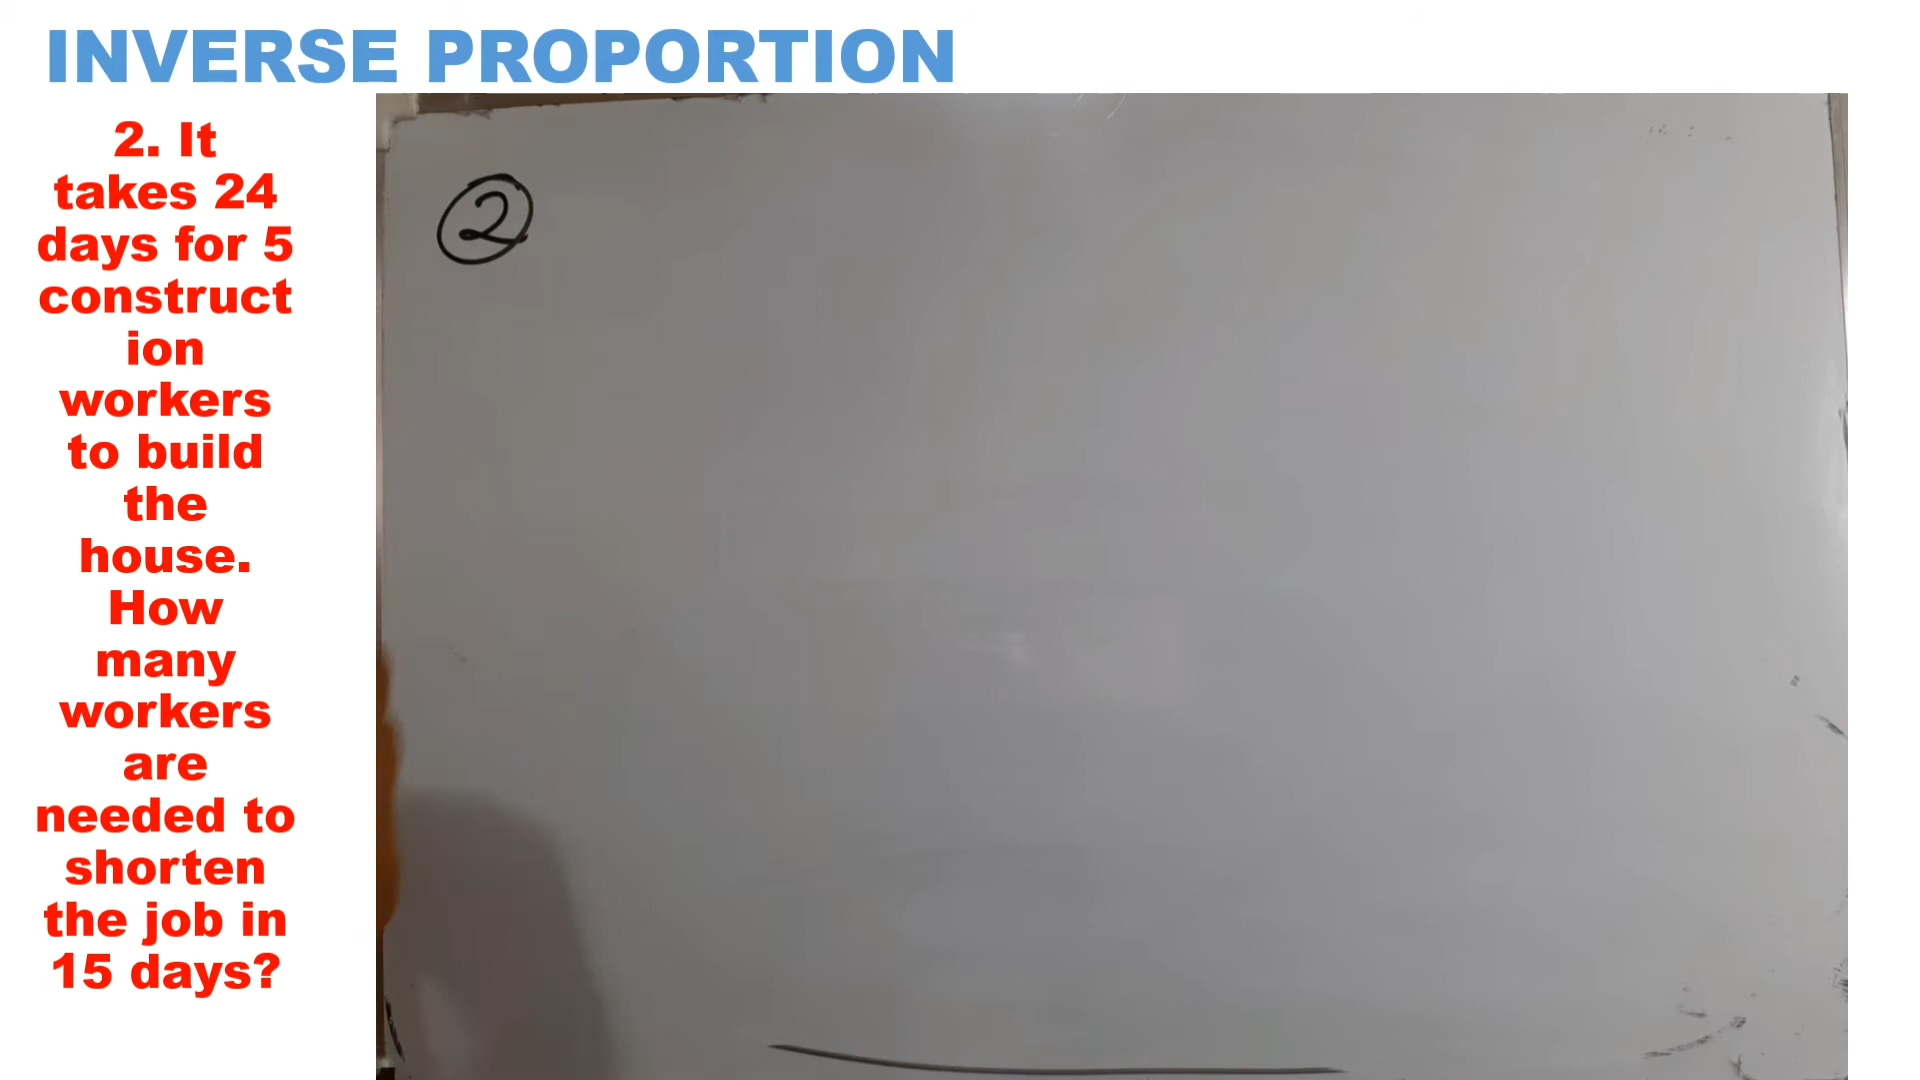 INVERSE PROPORTION
2. It
takes 24
days for 5
construct
ion
workers
to build
the
house.
How
many
workers
are
needed to
shorten
the job in
15 days?
2